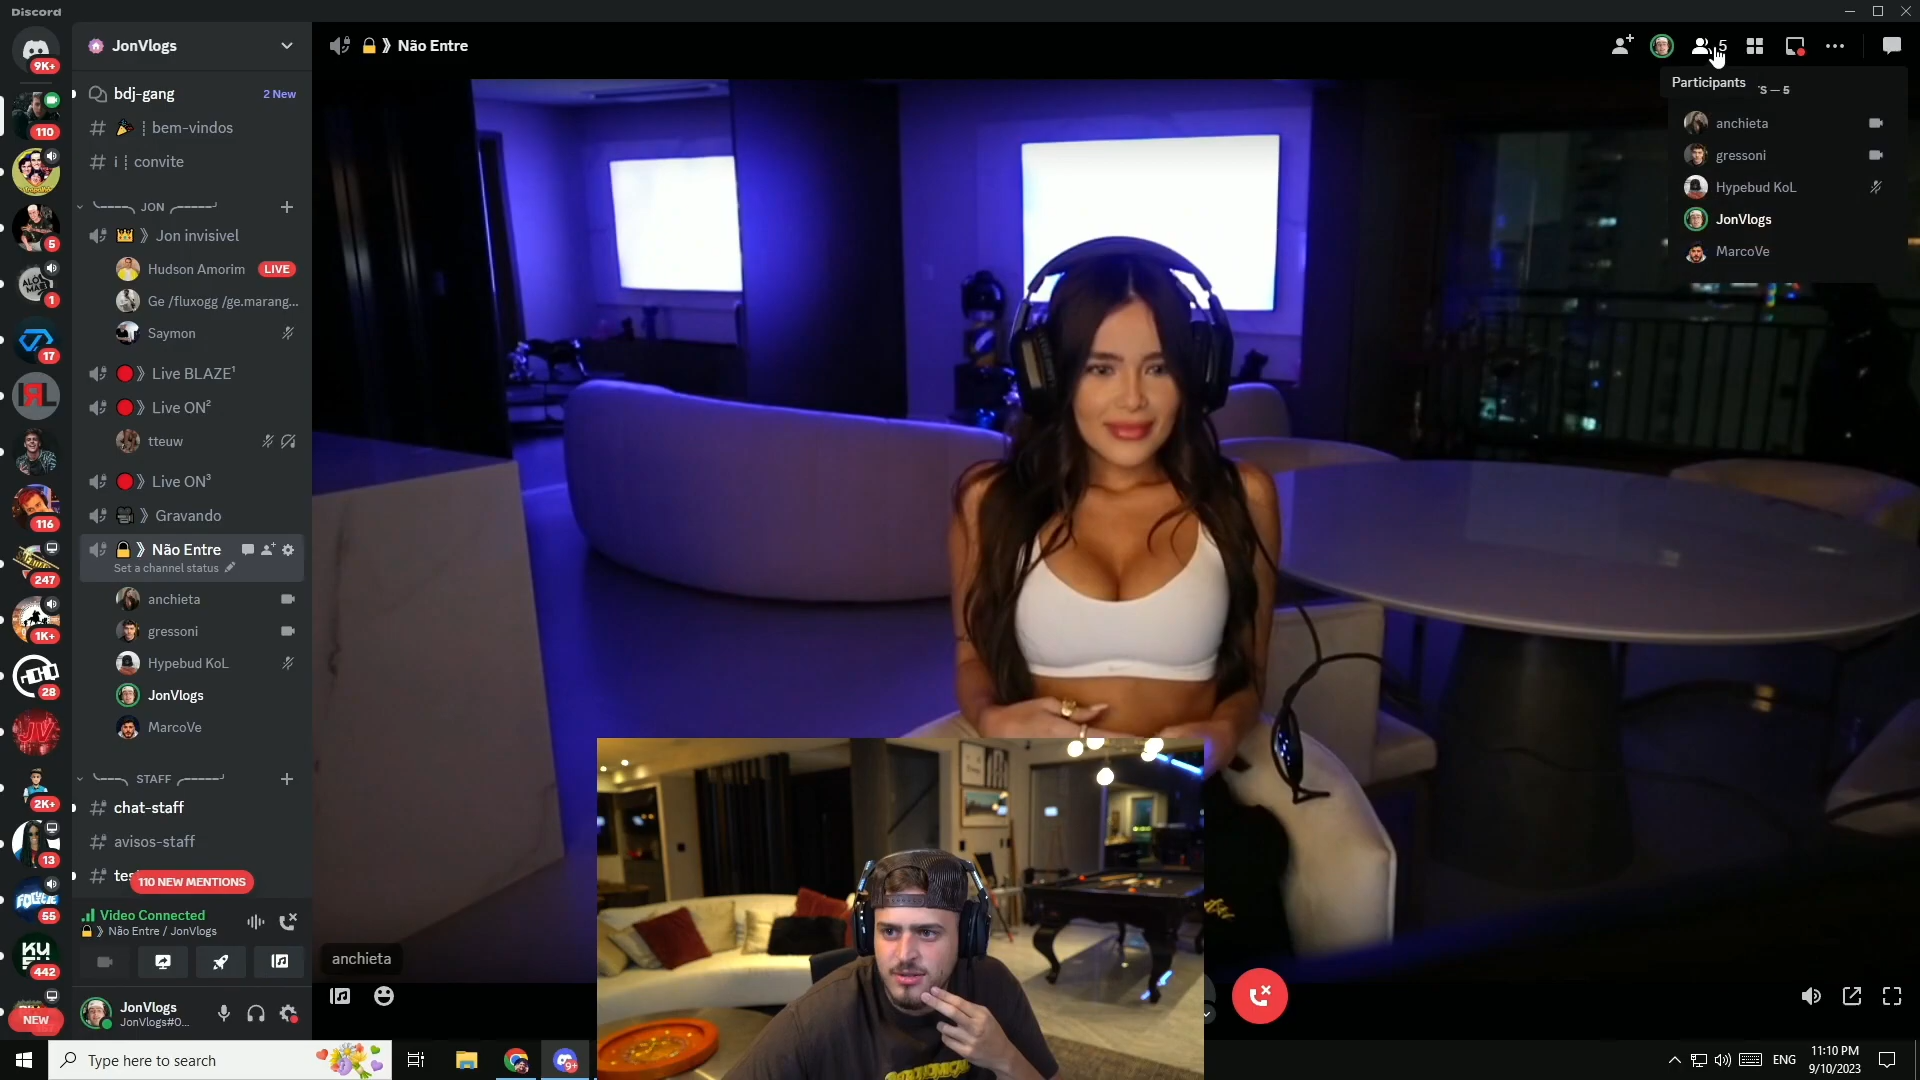 Discord
9K+
110
5
1
17
116
247
1K+
28
2K+
13
55
442
NEW
JonVlogs
bdj-gang
2 New
bem-vindos
convite
JON
Jon invisivel
Hudson Amorim
LIVE
Ge /fluxogg /ge.marang...
Saymon
Live BLAZE¹
Live ON²
tteuw
Live ON³
Gravando
Não Entre
Set a channel status
anchieta
gressoni
Hypebud KoL
JonVlogs
MarcoVe
STAFF
chat-staff
avisos-staff
110 NEW MENTIONS
Video Connected
Não Entre / JonVlogs
JonVlogs
JonVlogs#0...
Não Entre
5
Participants
S — 5
anchieta
gressoni
Hypebud KoL
JonVlogs
MarcoVe
anchieta
Type here to search
ENG
11:10 PM
9/10/2023